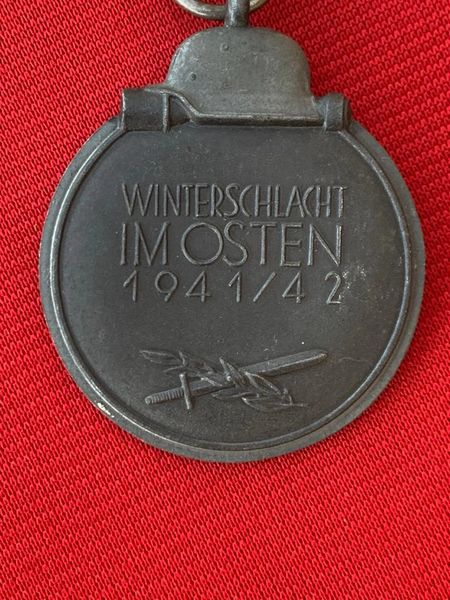 WINTERSCHLACHT
IM OSTEN
1941/42